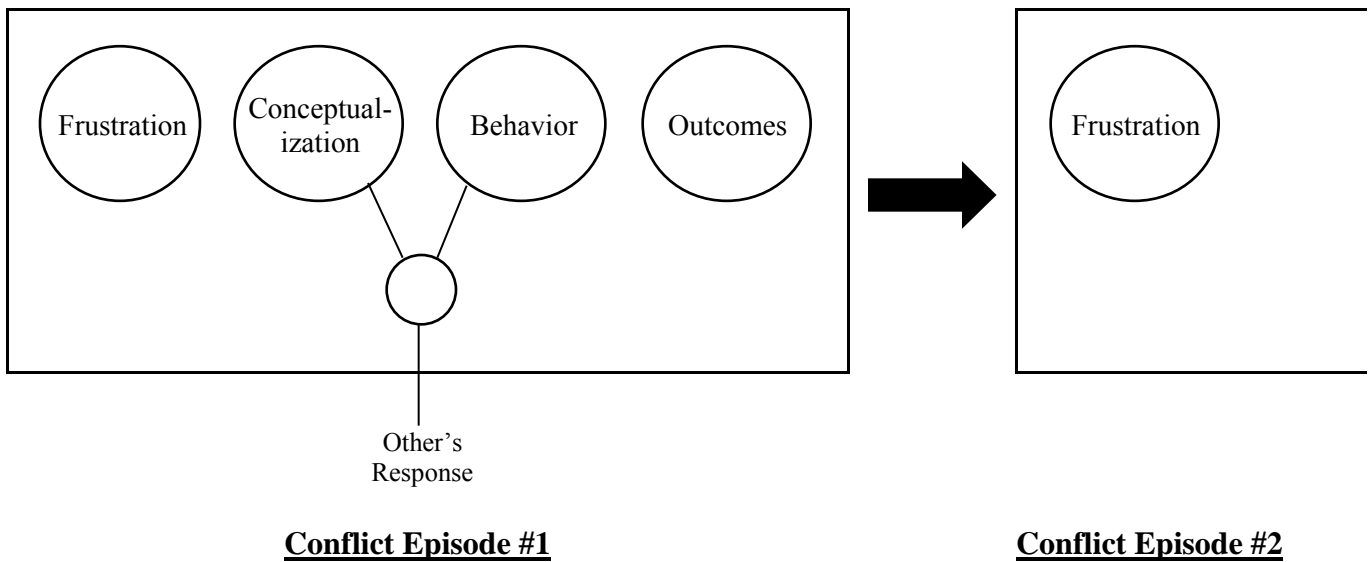 Frustration
Conceptual-
ization
Behavior
Outcomes
Frustration
Other’s
Response
Conflict Episode #1
Conflict Episode #2